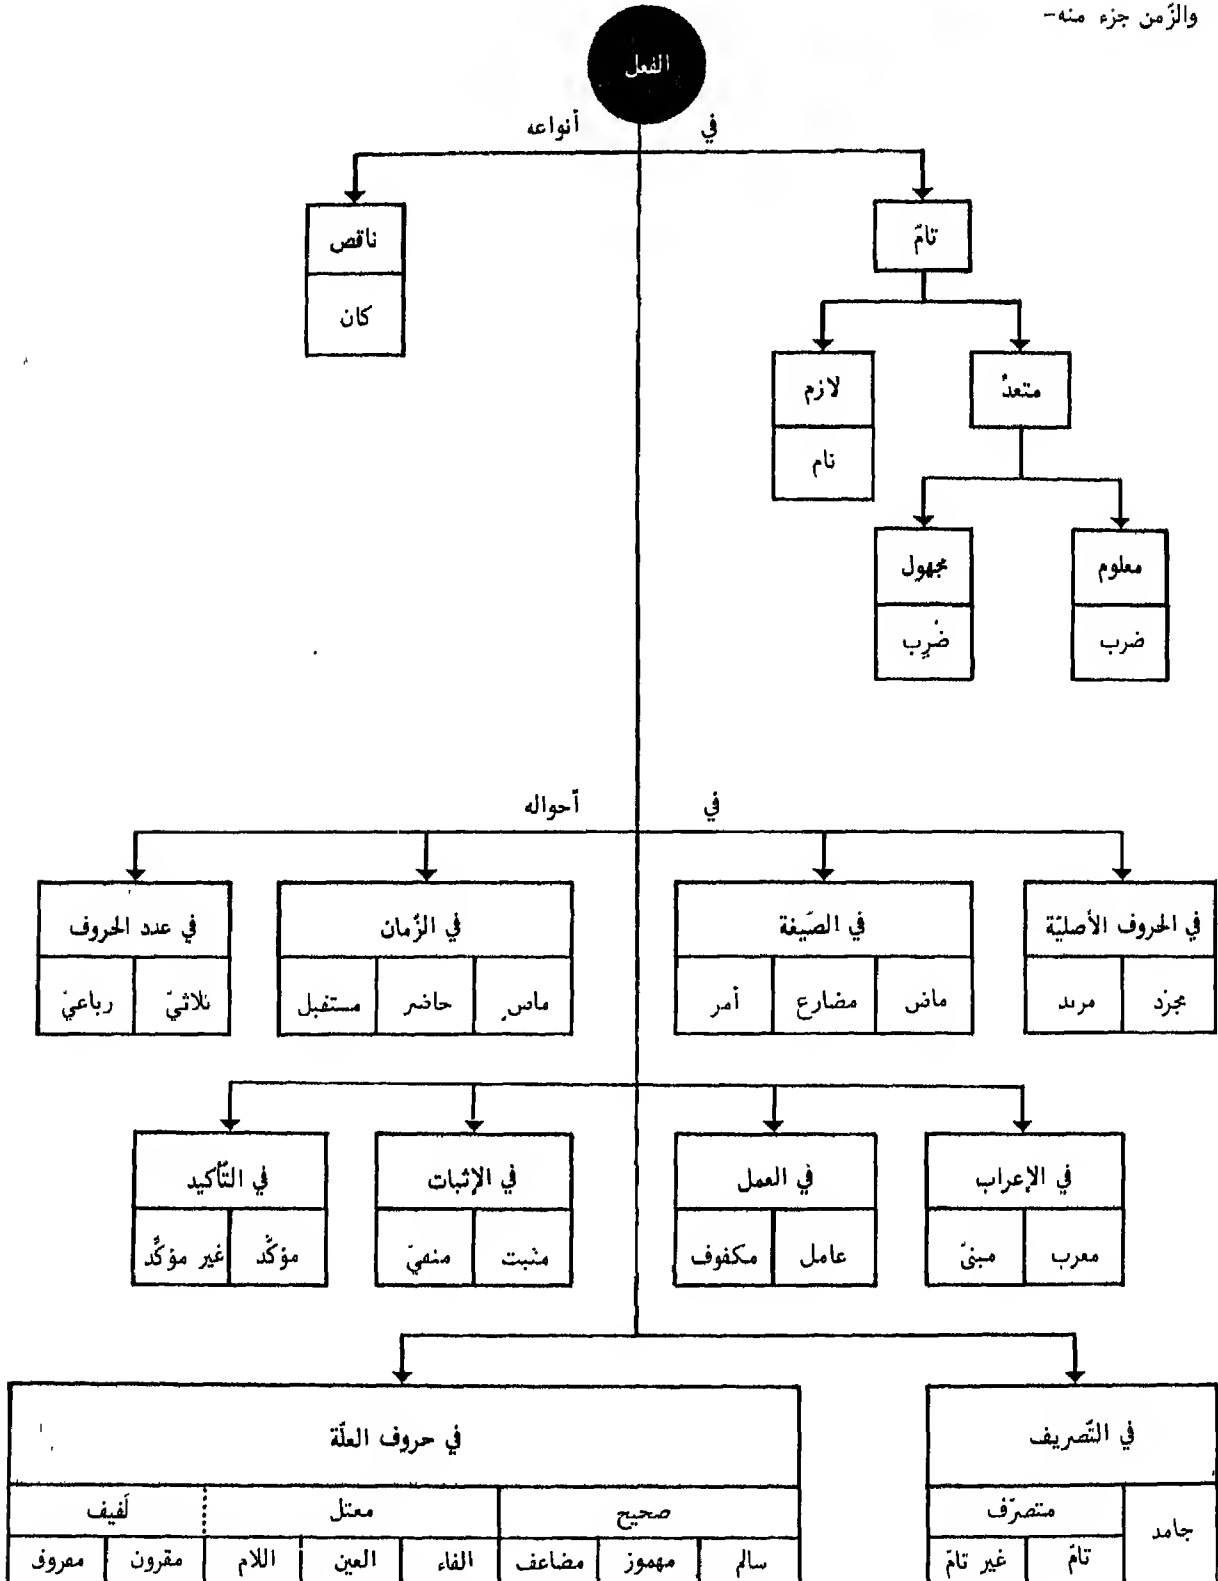 والزّمن جزء منه-
الفعل
في أنواعه
تامّ
ناقص
كان
متعدّ
لازم
نام
معلوم
مجهول
ضرب
ضُرِب
في أحواله
في الحروف الأصليّة
في الصّيغة
في الزّمان
في عدد الحروف
مجرّد
مزيد
ماض
مضارع
أمر
ماضٍ
حاضر
مستقبل
ثلاثيّ
رباعيّ
في الإعراب
في العمل
في الإثبات
في التّأكيد
معرب
مبنيّ
عامل
مكفوف
مثبت
منفيّ
مؤكّد
غير مؤكّد
في التّصريف
في حروف العلّة
جامد
متصرّف
صحيح
معتل
لَفيف
تامّ
غير تامّ
سالم
مهموز
مضاعف
الفاء
العين
اللام
مقرون
مفروق